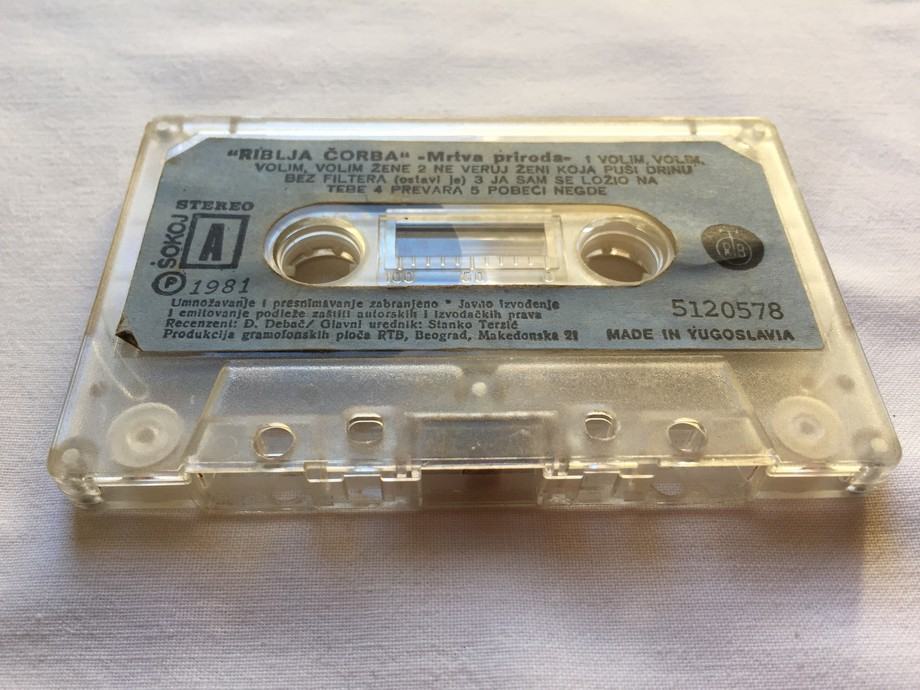 "RIBLJA ČORBA" -Mrtva priroda- 1 VOLIM, VOLIM,
VOLIM, VOLIM ŽENE 2 NE VERUJ ŽENI KOJA PUŠI DRINU
BEZ FILTERA (ostavi je) 3 JA SAM SE LOŽIO NA
TEBE 4 PREVARA 5 POBEĆI NEGDE
STEREO
ŠOKOJ
A
RTB
100 50 0
℗ 1981
Umnožavanje i presnimavanje zabranjeno * Javno izvođenje
i emitovanje podleže zaštiti autorskih i izvođačkih prava
Recenzent: D. Debač/ Glavni urednik: Stanko Terzić
Produkcija gramofonskih ploča RTB, Beograd, Makedonska 21
5120578
MADE IN YUGOSLAVIA